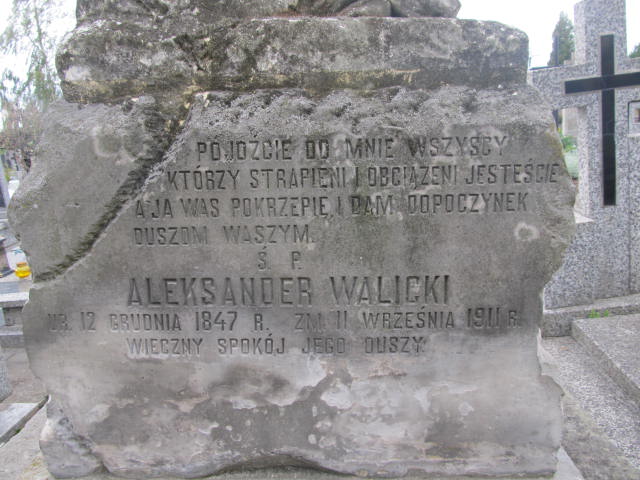 PÓJDZCIE DO MNIE WSZYSCY
KTÓRZY STRAPIENI I OBCIĄŻENI JESTEŚCIE
A JA WAS POKRZEPIĘ, I DAM ODPOCZYNEK
DUSZOM WASZYM.
Ś. P.
ALEKSANDER WALICKI
UR. 12 GRUDNIA 1847 R. ZM. 11 WRZEŚNIA 1911 R.
WIECZNY SPOKÓJ JEGO DUSZY.